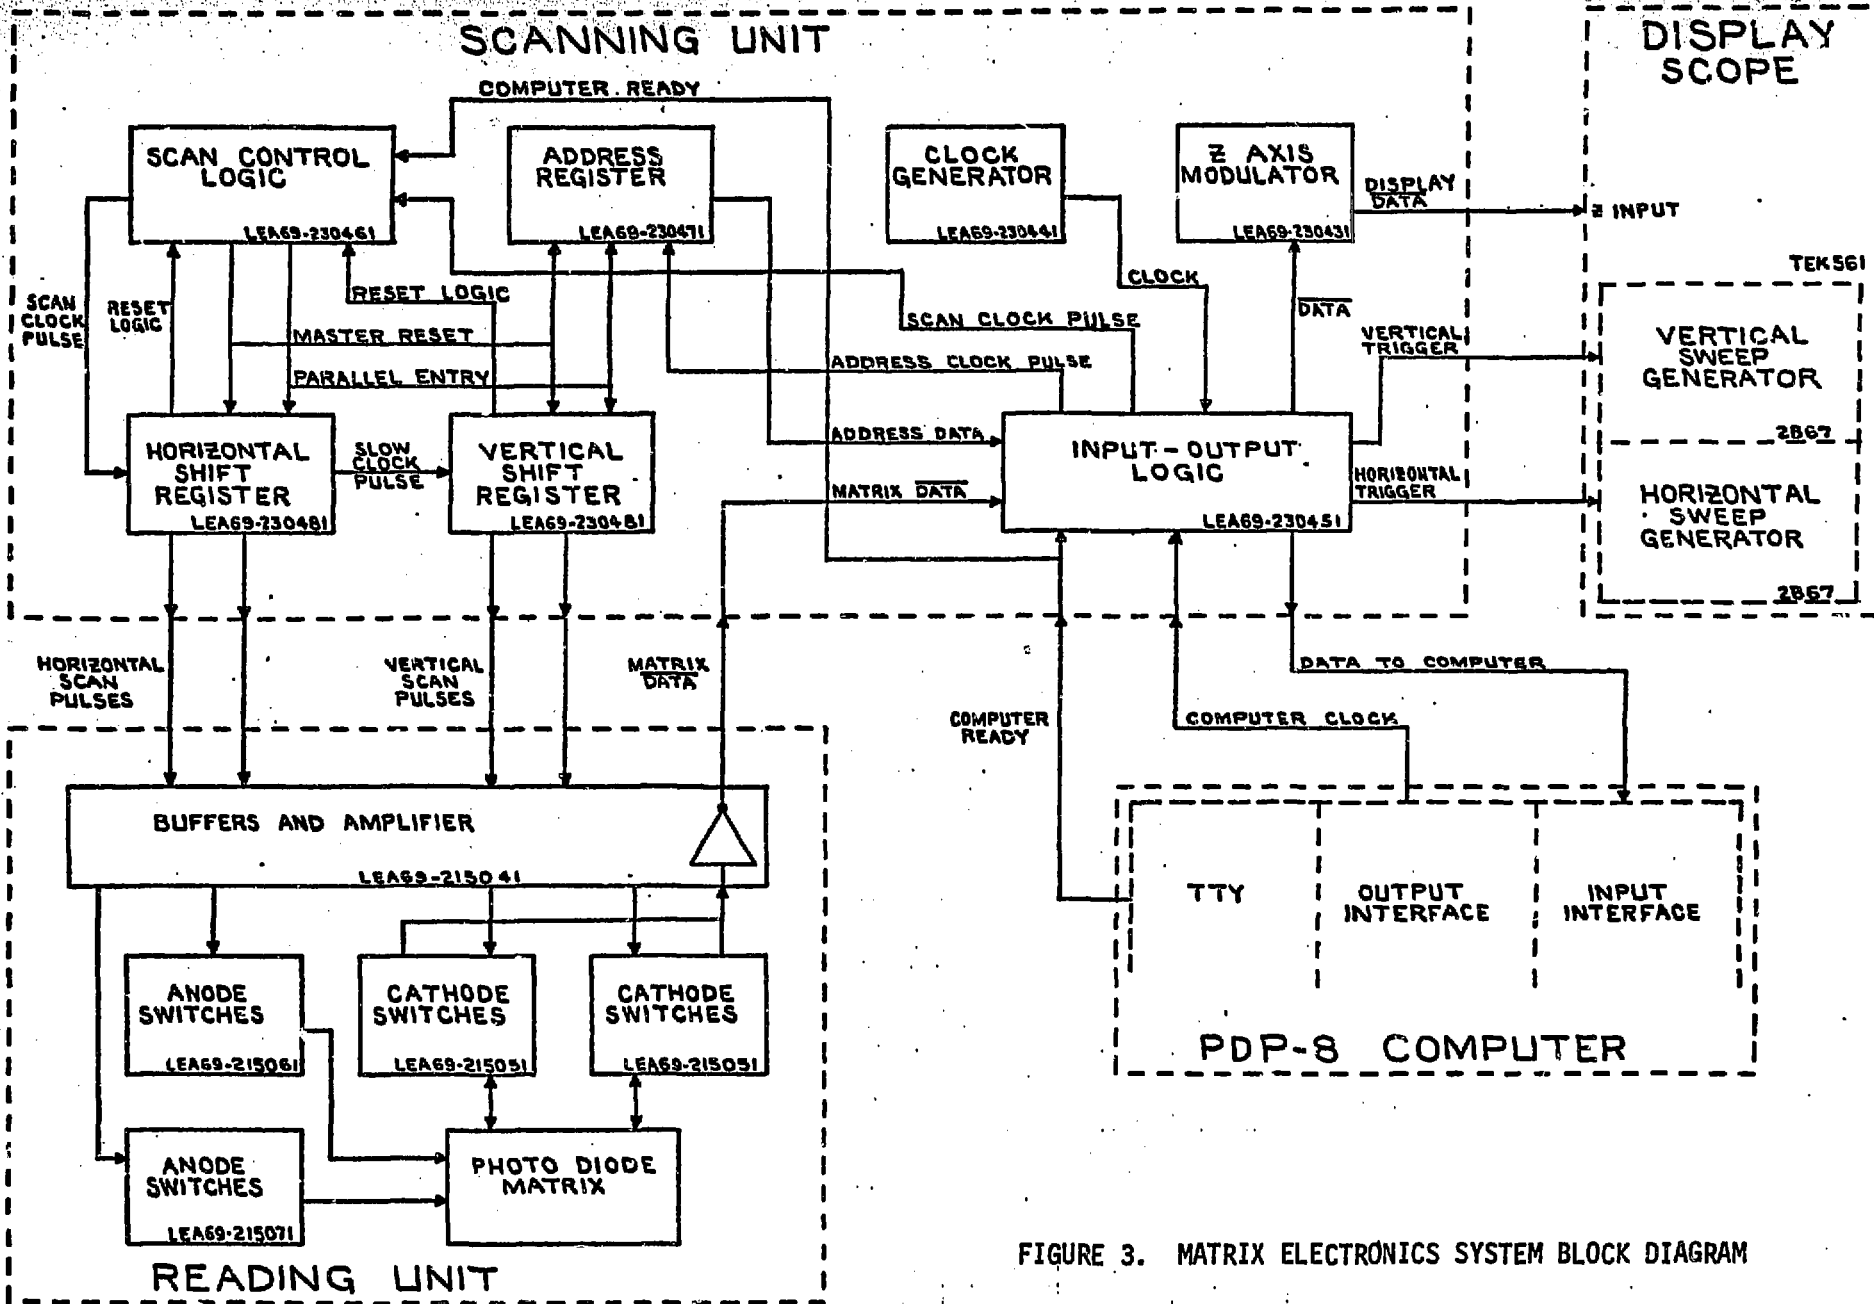 SCANNING UNIT
DISPLAY
SCOPE
COMPUTER READY
SCAN CONTROL
LOGIC
LEA69-230461
ADDRESS
REGISTER
LEA69-230471
CLOCK
GENERATOR
LEA69-230441
Z AXIS
MODULATOR
LEA69-230431
DISPLAY
DATA
Z INPUT
TEK561
SCAN
CLOCK
PULSE
RESET
LOGIC
RESET LOGIC
MASTER RESET
PARALLEL ENTRY
CLOCK
DATA
SCAN CLOCK PULSE
ADDRESS CLOCK PULSE
VERTICAL
TRIGGER
VERTICAL
SWEEP
GENERATOR
2B67
HORIZONTAL
SHIFT
REGISTER
LEA69-230481
SLOW
CLOCK
PULSE
VERTICAL
SHIFT
REGISTER
LEA69-230481
ADDRESS DATA
MATRIX DATA
INPUT-OUTPUT
LOGIC
LEA69-230451
HORIZONTAL
TRIGGER
HORIZONTAL
SWEEP
GENERATOR
2B67
HORIZONTAL
SCAN
PULSES
VERTICAL
SCAN
PULSES
MATRIX
DATA
DATA TO COMPUTER
COMPUTER
READY
COMPUTER CLOCK
BUFFERS AND AMPLIFIER
LEA69-215041
TTY
OUTPUT
INTERFACE
INPUT
INTERFACE
PDP-8 COMPUTER
ANODE
SWITCHES
LEA69-215061
CATHODE
SWITCHES
LEA69-215051
CATHODE
SWITCHES
LEA69-215051
ANODE
SWITCHES
LEA69-215071
PHOTO DIODE
MATRIX
READING UNIT
FIGURE 3. MATRIX ELECTRONICS SYSTEM BLOCK DIAGRAM